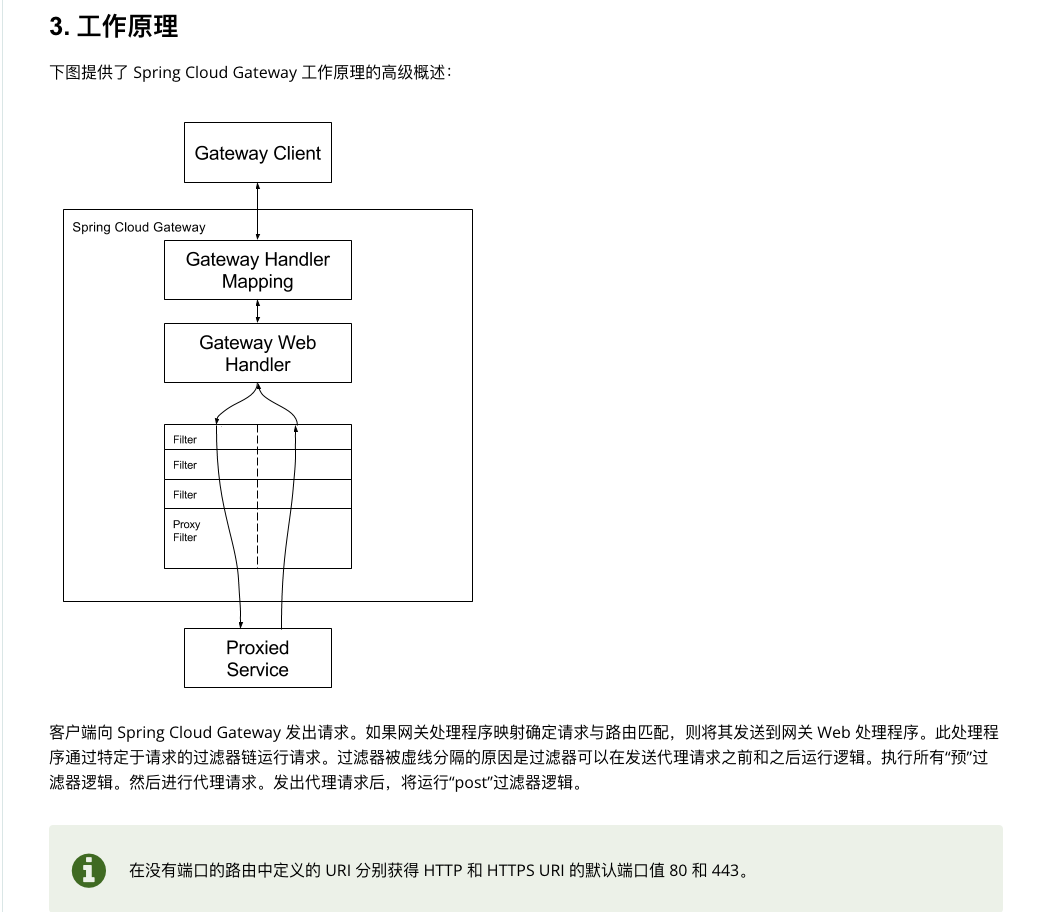 3. 工作原理
下图提供了 Spring Cloud Gateway 工作原理的高级概述：
Gateway Client
Spring Cloud Gateway
Gateway Handler
Mapping
Gateway Web
Handler
Filter
Filter
Filter
Proxy
Filter
Proxied
Service
客户端向 Spring Cloud Gateway 发出请求。如果网关处理程序映射确定请求与路由匹配，则将其发送到网关 Web 处理程序。此处理程
序通过特定于请求的过滤器链运行请求。过滤器被虚线分隔的原因是过滤器可以在发送代理请求之前和之后运行逻辑。执行所有“预”过
滤器逻辑。然后进行代理请求。发出代理请求后，将运行“post”过滤器逻辑。
在没有端口的路由中定义的 URI 分别获得 HTTP 和 HTTPS URI 的默认端口值 80 和 443。